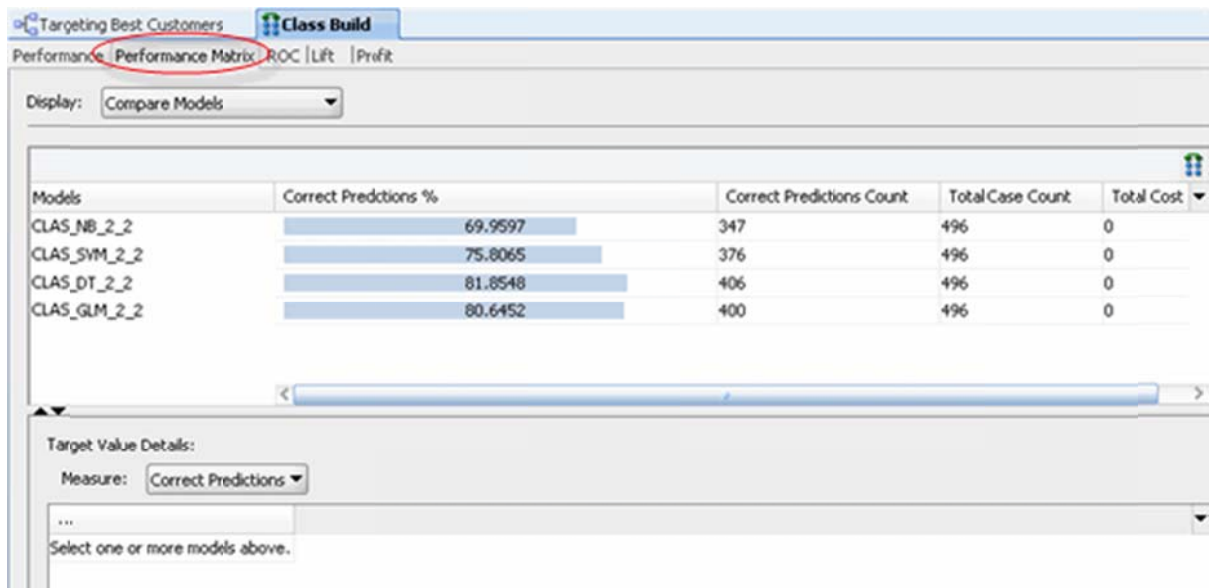 Targeting Best Customers Class Build
Performance Performance Matrix ROC Lift Profit
Display: Compare Models
Models Correct Predctions % Correct Predictions Count Total Case Count Total Cost
CLAS_NB_2_2 69.9597 347 496 0
CLAS_SVM_2_2 75.8065 376 496 0
CLAS_DT_2_2 81.8548 406 496 0
CLAS_GLM_2_2 80.6452 400 496 0
Target Value Details:
Measure: Correct Predictions
...
Select one or more models above.